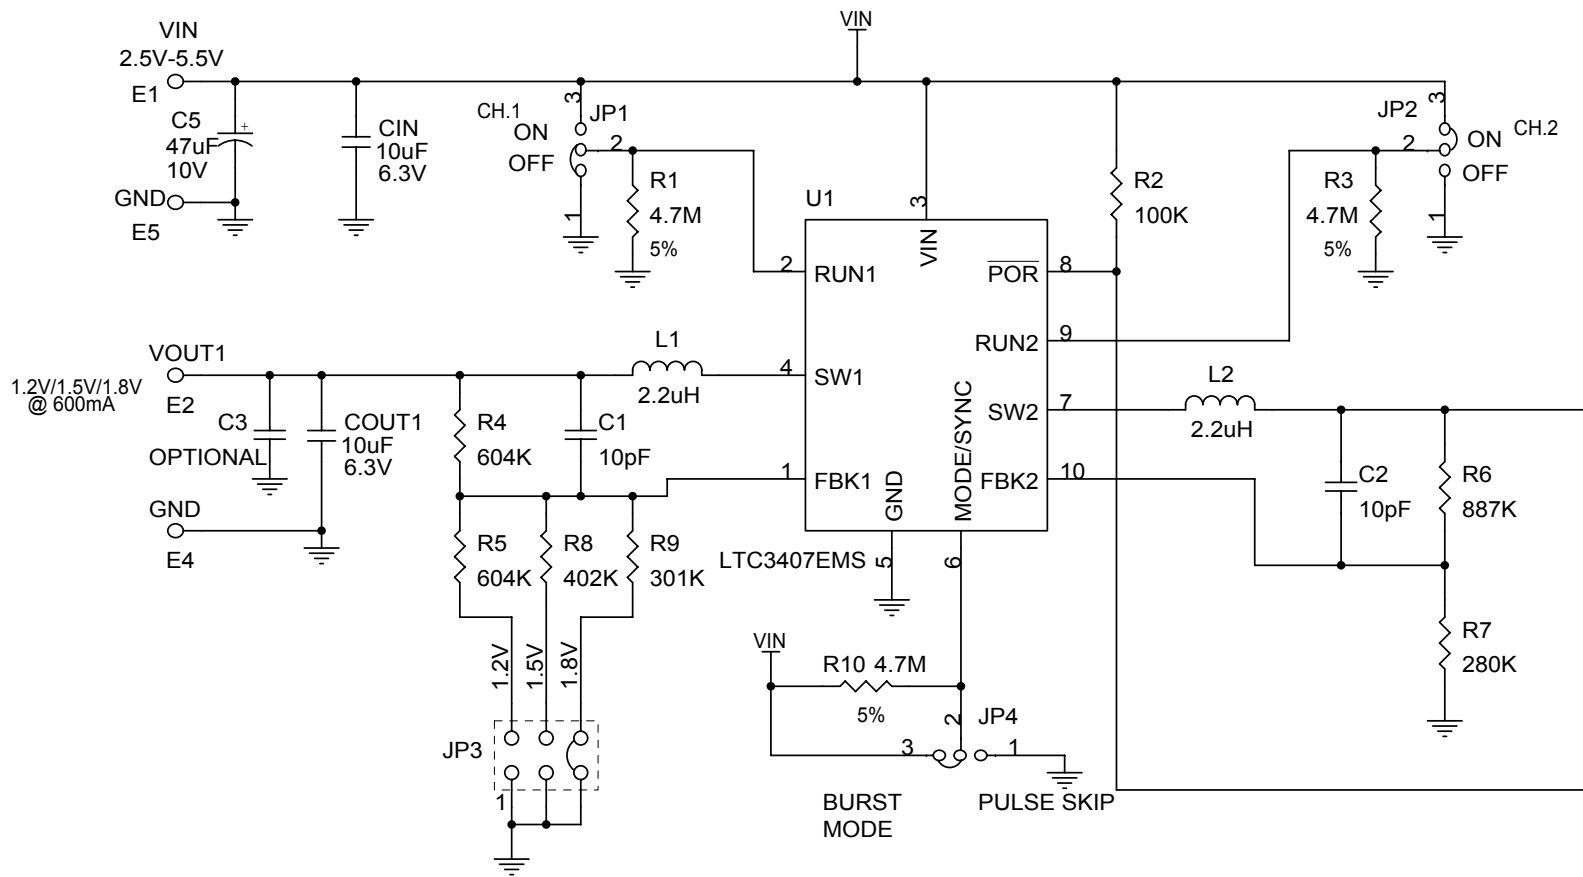 VIN
VIN
2.5V-5.5V
E1
C5
47uF
10V
+
CIN
10uF
6.3V
GND
E5
CH.1
ON
OFF
3
JP1
2
1
R1
4.7M
5%
U1
3
VIN
R2
100K
JP2
3
2
ON
OFF
CH.2
1
R3
4.7M
5%
2
RUN1
POR
8
RUN2
9
VOUT1
1.2V/1.5V/1.8V
@ 600mA
E2
L1
2.2uH
4
SW1
SW2
7
L2
2.2uH
C3
OPTIONAL
COUT1
10uF
6.3V
R4
604K
C1
10pF
1
FBK1
GND
MODE/SYNC
FBK2
10
C2
10pF
R6
887K
GND
E4
R5
604K
R8
402K
R9
301K
LTC3407EMS
5
6
1.2V
1.5V
1.8V
VIN
R10 4.7M
5%
R7
280K
JP3
1
2
JP4
3
1
BURST
MODE
PULSE SKIP